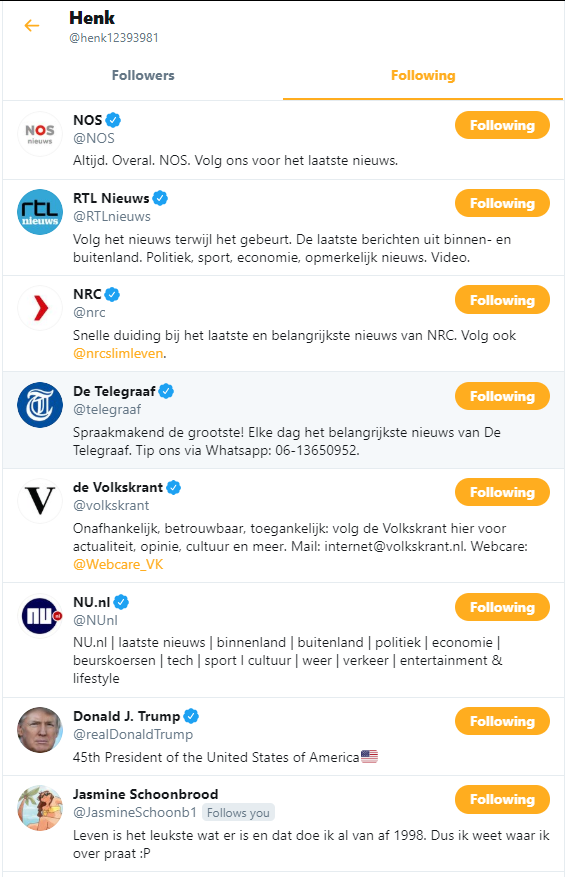 Henk
@henk12393981
Followers
Following
NOS
nieuws
NOS
@NOS
Following
Altijd. Overal. NOS. Volg ons voor het laatste nieuws.
rtl
nieuws
RTL Nieuws
@RTLnieuws
Following
Volg het nieuws terwijl het gebeurt. De laatste berichten uit binnen- en
buitenland. Politiek, sport, economie, opmerkelijk nieuws. Video.
NRC
@nrc
Following
Snelle duiding bij het laatste en belangrijkste nieuws van NRC. Volg ook
@nrcslimleven.
T
De Telegraaf
@telegraaf
Following
Spraakmakend de grootste! Elke dag het belangrijkste nieuws van De
Telegraaf. Tip ons via Whatsapp: 06-13650952.
V
de Volkskrant
@volkskrant
Following
Onafhankelijk, betrouwbaar, toegankelijk: volg de Volkskrant hier voor
actualiteit, opinie, cultuur en meer. Mail: internet@volkskrant.nl. Webcare:
@Webcare_VK
NU.nl
NU.nl
@NUnl
Following
NU.nl | laatste nieuws | binnenland | buitenland | politiek | economie |
beurskoersen | tech | sport l cultuur | weer | verkeer | entertainment &
lifestyle
Donald J. Trump
@realDonaldTrump
Following
45th President of the United States of America🇺🇸
Jasmine Schoonbrood
@JasmineSchoonb1 Follows you
Following
Leven is het leukste wat er is en dat doe ik al van af 1998. Dus ik weet waar ik
over praat :P